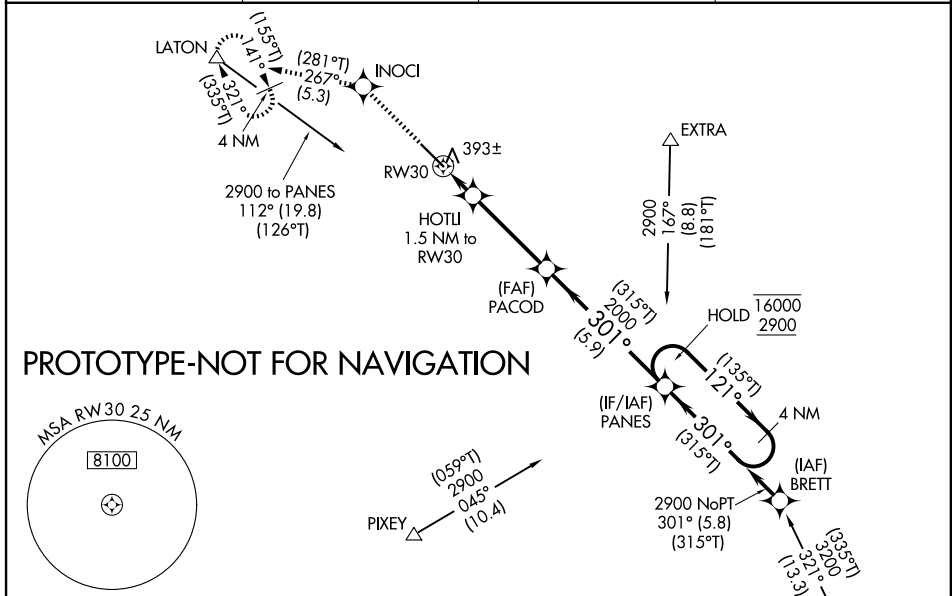 LATON
(155°T)
141°
(281°T)
267°
(5.3)
INOCI
321°
(335°T)
4 NM
2900 to PANES
112° (19.8)
(126°T)
RW30
393±
EXTRA
2900
167°
(8.8)
(181°T)
HOTLI
1.5 NM to
RW30
(FAF)
PACOD
(315°T)
2000
301°
(5.9)
HOLD
16000
2900
PROTOTYPE-NOT FOR NAVIGATION
(135°T)
121°
4 NM
(IF/IAF)
PANES
301°
(315°T)
(IAF)
BRETT
MSA RW30 25 NM
8100
(059°T)
2900
045°
(10.4)
PIXEY
2900 NoPT
301° (5.8)
(315°T)
(335°T)
3200
321°
(13.3)